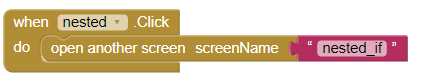 when nested .Click
do open another screen screenName " nested_if "